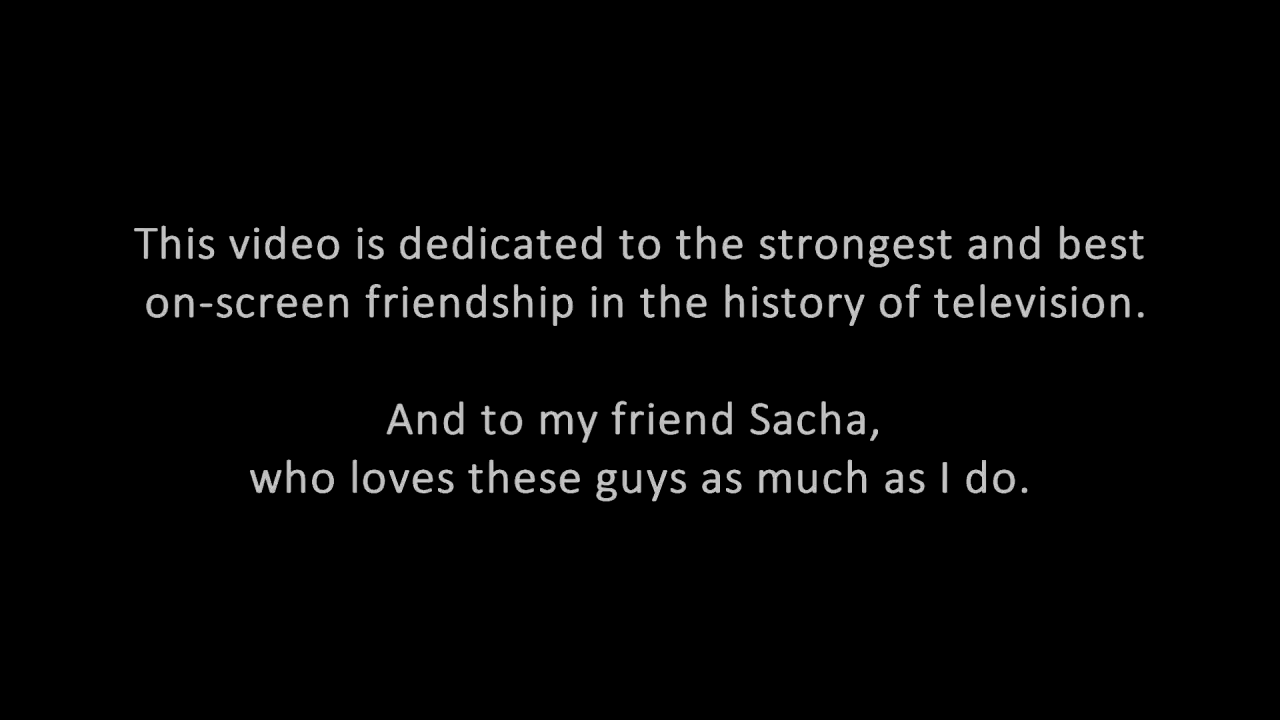 This video is dedicated to the strongest and best
on-screen friendship in the history of television.
And to my friend Sacha,
who loves these guys as much as I do.